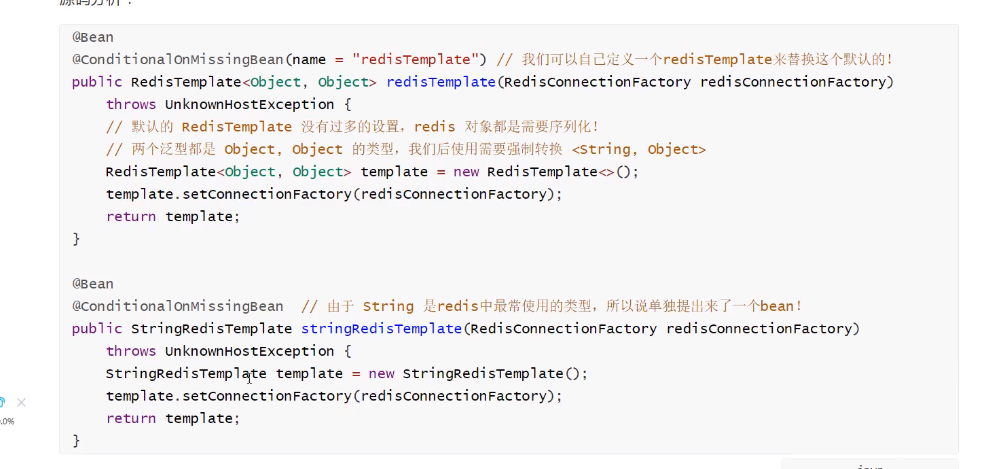 源码分析：
@Bean
@ConditionalOnMissingBean(name = "redisTemplate") // 我们可以自己定义一个redisTemplate来替换这个默认的！
public RedisTemplate<Object, Object> redisTemplate(RedisConnectionFactory redisConnectionFactory)
    throws UnknownHostException {
    // 默认的 RedisTemplate 没有过多的设置，redis 对象都是需要序列化！
    // 两个泛型都是 Object, Object 的类型，我们后使用需要强制转换 <String, Object>
    RedisTemplate<Object, Object> template = new RedisTemplate<>();
    template.setConnectionFactory(redisConnectionFactory);
    return template;
}
@Bean
@ConditionalOnMissingBean  // 由于 String 是redis中最常使用的类型，所以说单独提出来了一个bean！
public StringRedisTemplate stringRedisTemplate(RedisConnectionFactory redisConnectionFactory)
    throws UnknownHostException {
    StringRedisTemplate template = new StringRedisTemplate();
    template.setConnectionFactory(redisConnectionFactory);
    return template;
}